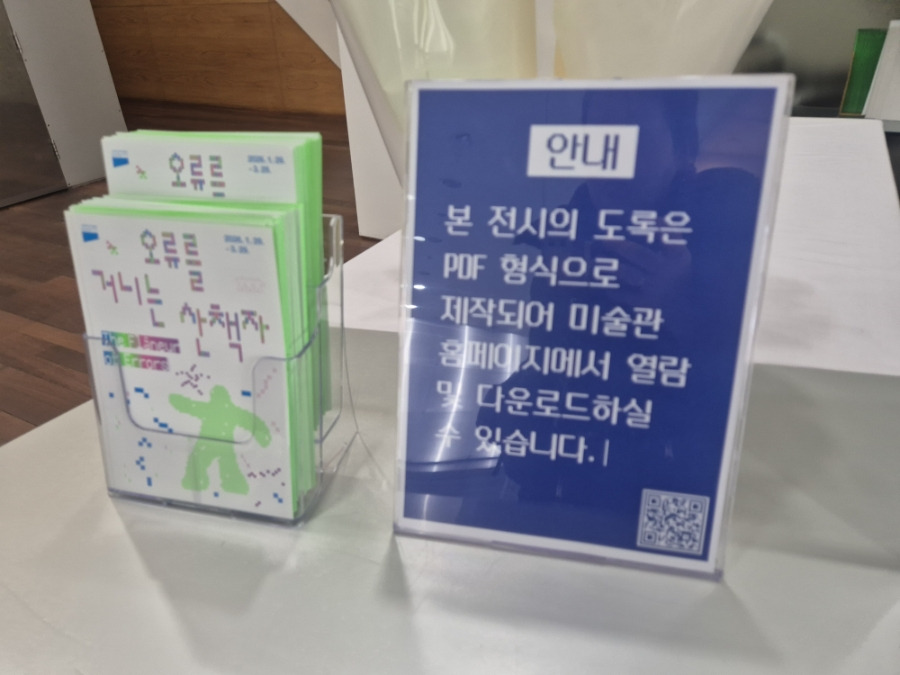 오류를
오류를
거니는
산책자
안내
본 전시의 도록은
PDF 형식으로
제작되어 미술관
홈페이지에서 열람
및 다운로드하실
수 있습니다.|